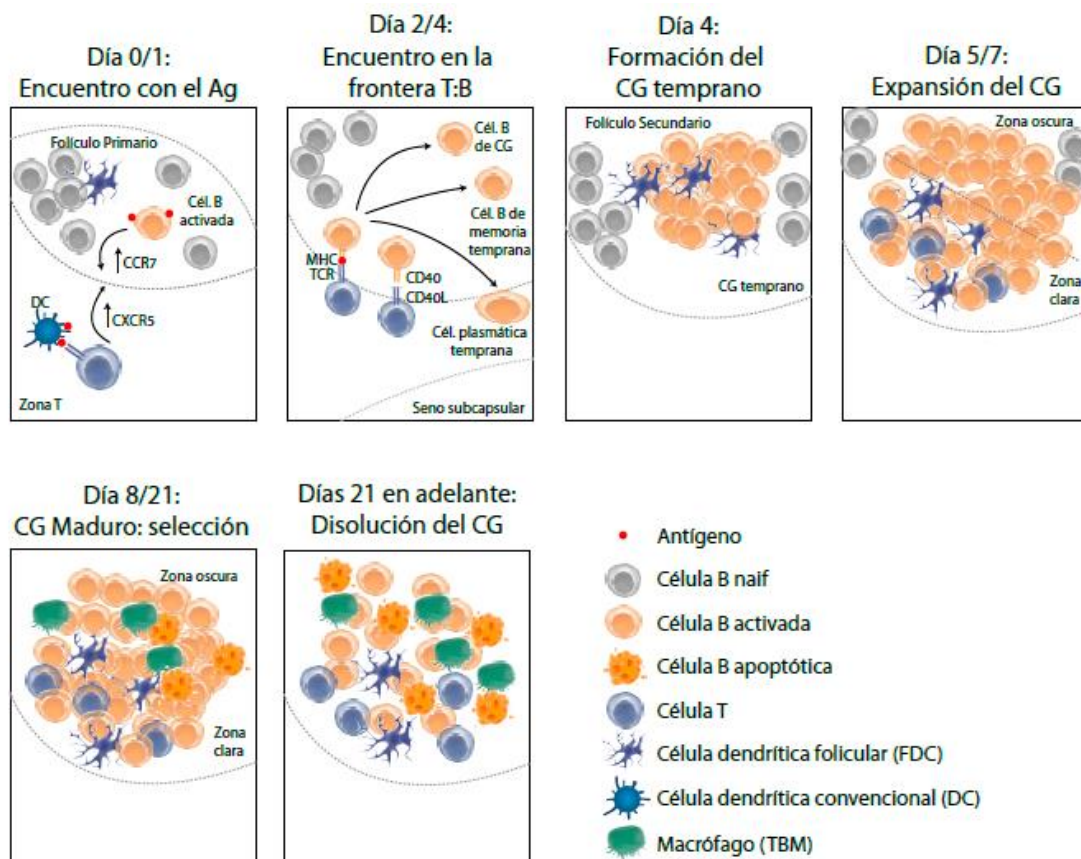 Día 0/1:
Encuentro con el Ag
Folículo Primario
Cél. B
activada
CCR7
DC
CXCR5
Zona T
Día 2/4:
Encuentro en la
frontera T:B
Cél. B
de CG
Cél. B de
memoria
temprana
MHC
TCR
CD40
CD40L
Cél. plasmática
temprana
Seno subcapsular
Día 4:
Formación del
CG temprano
Folículo Secundario
CG temprano
Día 5/7:
Expansión del CG
Zona oscura
Zona
clara
Día 8/21:
CG Maduro: selección
Zona oscura
Zona
clara
Días 21 en adelante:
Disolución del CG
Antígeno
Célula B naif
Célula B activada
Célula B apoptótica
Célula T
Célula dendrítica folicular (FDC)
Célula dendrítica convencional (DC)
Macrófago (TBM)